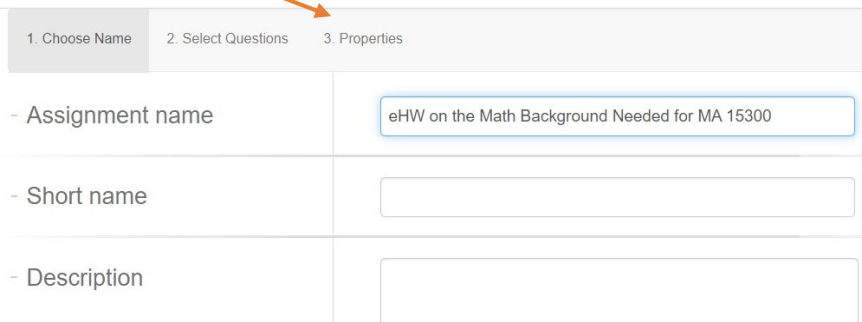 1. Choose Name 2. Select Questions 3. Properties
- Assignment name eHW on the Math Background Needed for MA 15300
- Short name
- Description